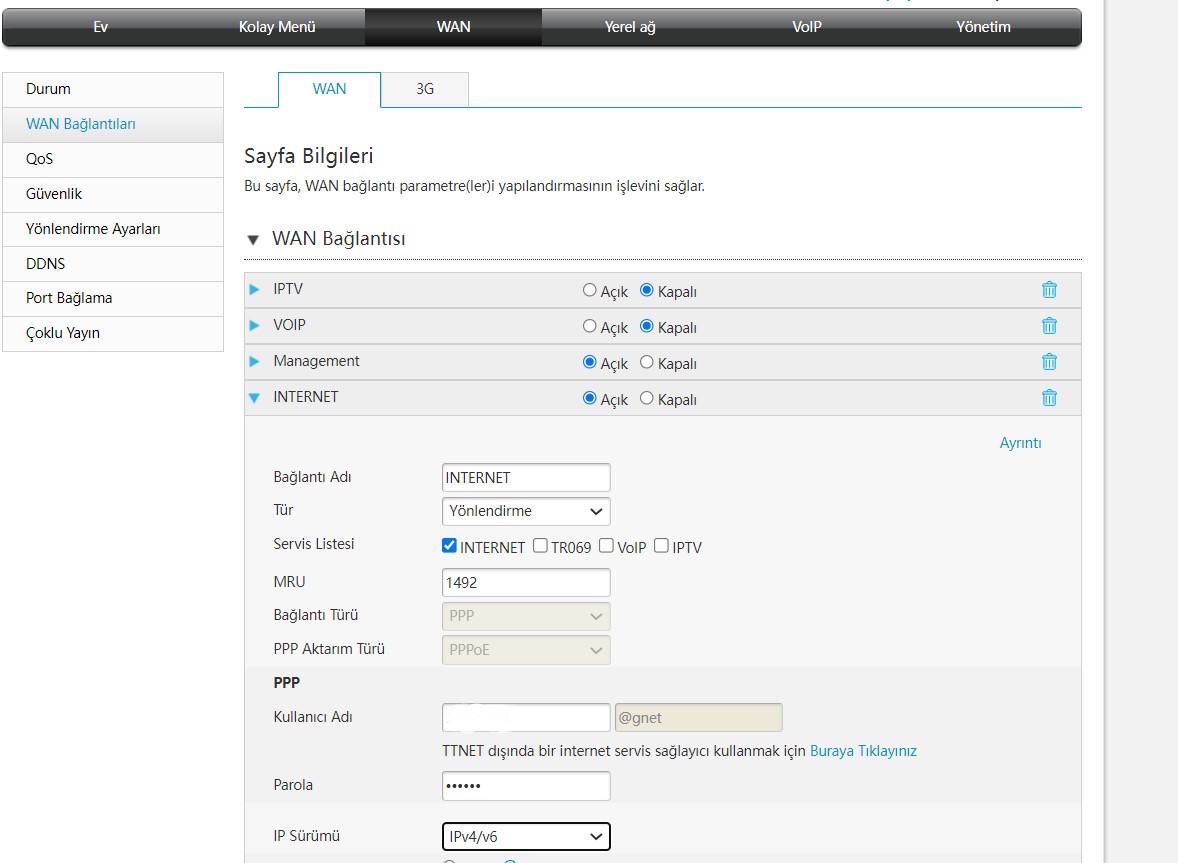 Ev Kolay Menü WAN Yerel ağ VoIP Yönetim
Durum
WAN Bağlantıları
QoS
Güvenlik
Yönlendirme Ayarları
DDNS
Port Bağlama
Çoklu Yayın
WAN 3G
Sayfa Bilgileri
Bu sayfa, WAN bağlantı parametre(ler)i yapılandırmasının işlevini sağlar.
WAN Bağlantısı
IPTV Açık Kapalı
VOIP Açık Kapalı
Management Açık Kapalı
INTERNET Açık Kapalı
Ayrıntı
Bağlantı Adı INTERNET
Tür Yönlendirme
Servis Listesi INTERNET TR069 VoIP IPTV
MRU 1492
Bağlantı Türü PPP
PPP Aktarım Türü PPPoE
PPP
Kullanıcı Adı @gnet
TTNET dışında bir internet servis sağlayıcı kullanmak için Buraya Tıklayınız
Parola ••••••
IP Sürümü IPv4/v6